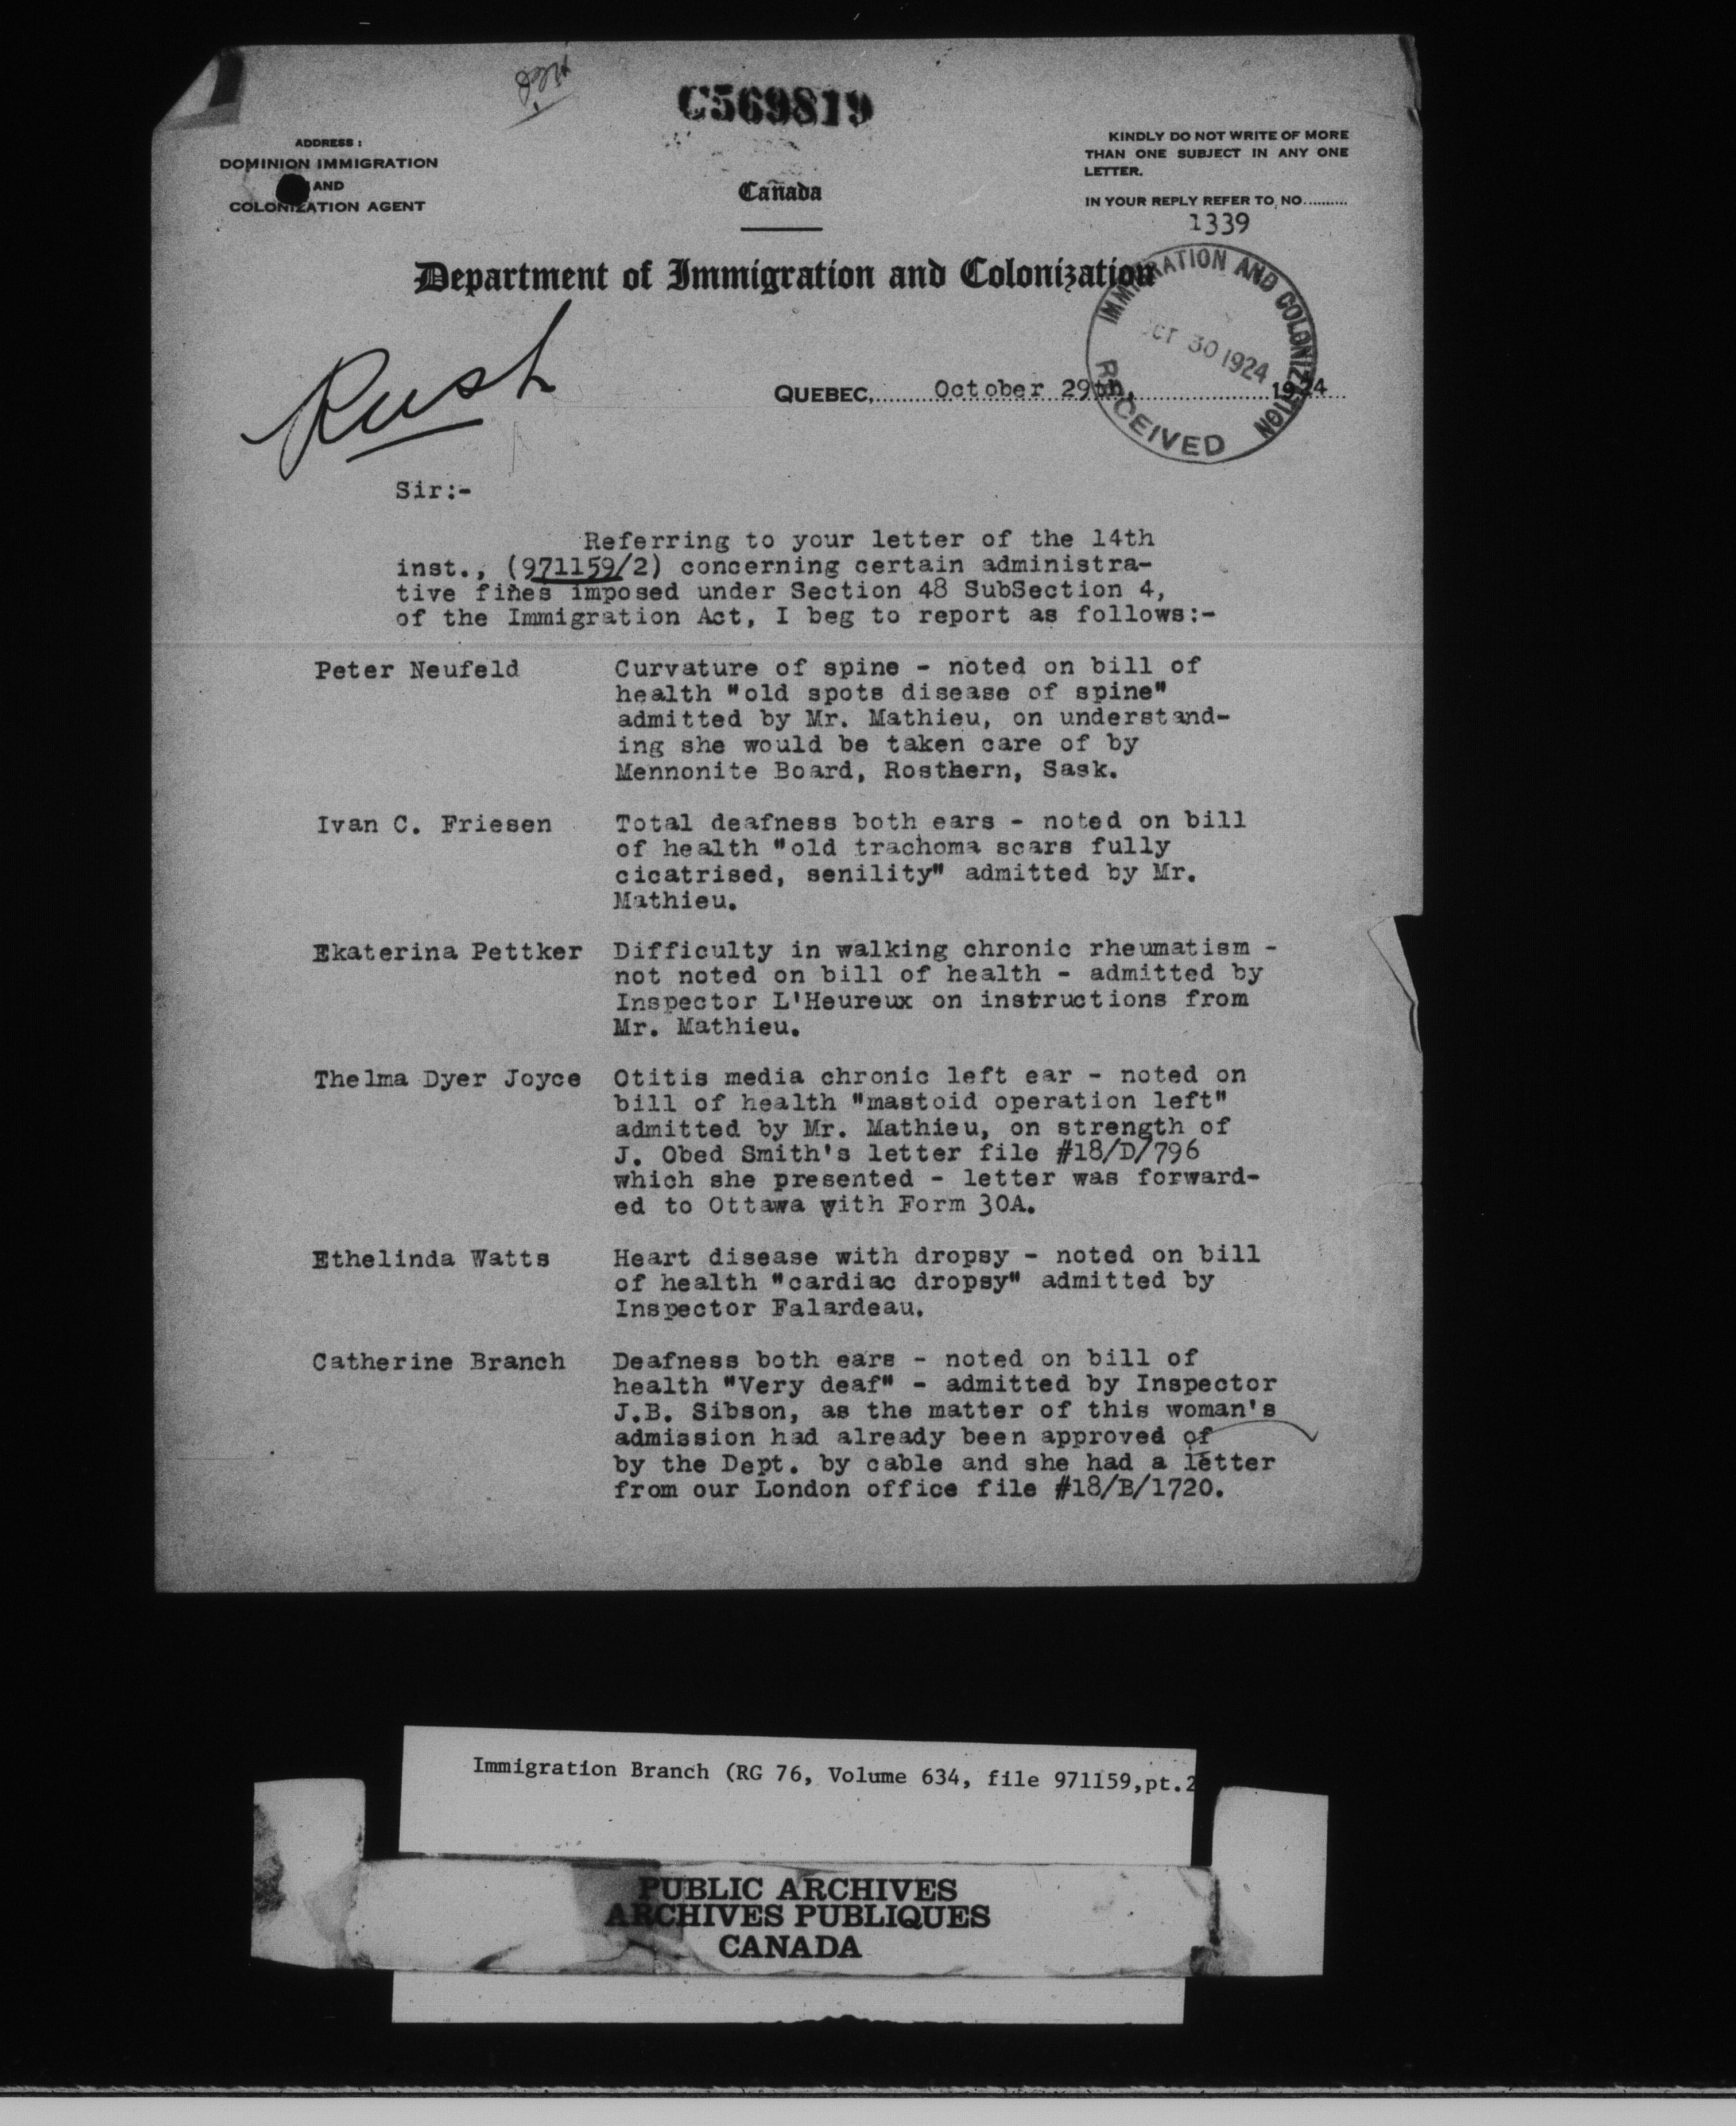 C569819
ADDRESS:
DOMINION IMMIGRATION
AND
COLONIZATION AGENT
Canada
KINDLY DO NOT WRITE OF MORE
THAN ONE SUBJECT IN ANY ONE
LETTER.
IN YOUR REPLY REFER TO NO..........
1339
Department of Immigration and Colonization
IMMIGRATION AND COLONIZATION
OCT 30 1924
RECEIVED
Rush
QUEBEC,........October 29th,................1924
Sir:-
Referring to your letter of the 14th
inst., (971159/2) concerning certain administra-
tive fines imposed under Section 48 SubSection 4,
of the Immigration Act, I beg to report as follows:-
Peter Neufeld Curvature of spine - noted on bill of
health "old spots disease of spine"
admitted by Mr. Mathieu, on understand-
ing she would be taken care of by
Mennonite Board, Rosthern, Sask.
Ivan C. Friesen Total deafness both ears - noted on bill
of health "old trachoma scars fully
cicatrised, senility" admitted by Mr.
Mathieu.
Ekaterina Pettker Difficulty in walking chronic rheumatism -
not noted on bill of health - admitted by
Inspector L'Heureux on instructions from
Mr. Mathieu.
Thelma Dyer Joyce Otitis media chronic left ear - noted on
bill of health "mastoid operation left"
admitted by Mr. Mathieu, on strength of
J. Obed Smith's letter file #18/D/796
which she presented - letter was forward-
ed to Ottawa with Form 30A.
Ethelinda Watts Heart disease with dropsy - noted on bill
of health "cardiac dropsy" admitted by
Inspector Falardeau.
Catherine Branch Deafness both ears - noted on bill of
health "Very deaf" - admitted by Inspector
J.B. Sibson, as the matter of this woman's
admission had already been approved of
by the Dept. by cable and she had a letter
from our London office file #18/B/1720.
Immigration Branch (RG 76, Volume 634, file 971159,pt.2
PUBLIC ARCHIVES
ARCHIVES PUBLIQUES
CANADA